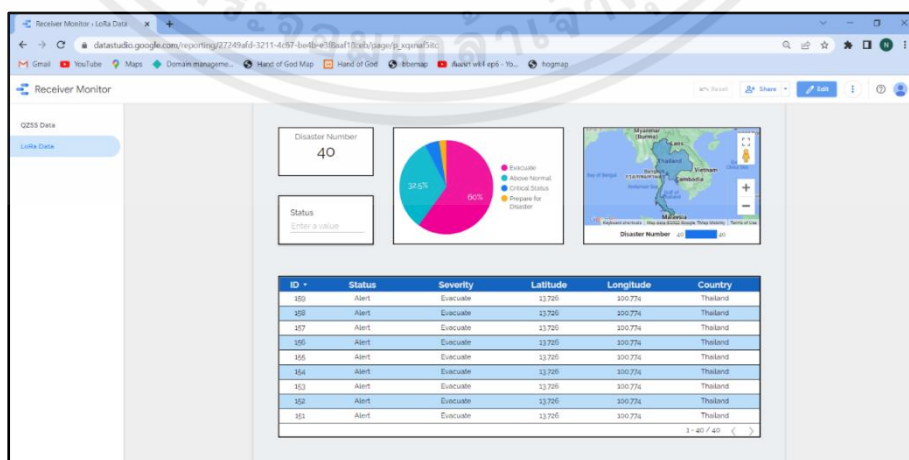 Receiver Monitor › LoRa Data
datastudio.google.com/reporting/27249afd-3211-4c97-be4b-e3f8aaf18ceb/page/p_xqxnaf58c
Gmail YouTube Maps Domain manageme... Hand of God Map Hand of God bbemap hogmap
Receiver Monitor
Reset Share Edit
QZSS Data
LoRa Data
Disaster Number
40
Status
Enter a value
32.5%
60%
Evacuate
Above Normal
Critical Status
Prepare for
Disaster
Myanmar
(Burma)
Laos
Thailand
Vietnam
Cambodia
Malaysia
Disaster Number 40 40
ID Status Severity Latitude Longitude Country
159 Alert Evacuate 13.726 100.774 Thailand
158 Alert Evacuate 13.726 100.774 Thailand
157 Alert Evacuate 13.726 100.774 Thailand
156 Alert Evacuate 13.726 100.774 Thailand
155 Alert Evacuate 13.726 100.774 Thailand
154 Alert Evacuate 13.726 100.774 Thailand
153 Alert Evacuate 13.726 100.774 Thailand
152 Alert Evacuate 13.726 100.774 Thailand
151 Alert Evacuate 13.726 100.774 Thailand
1 - 40 / 40